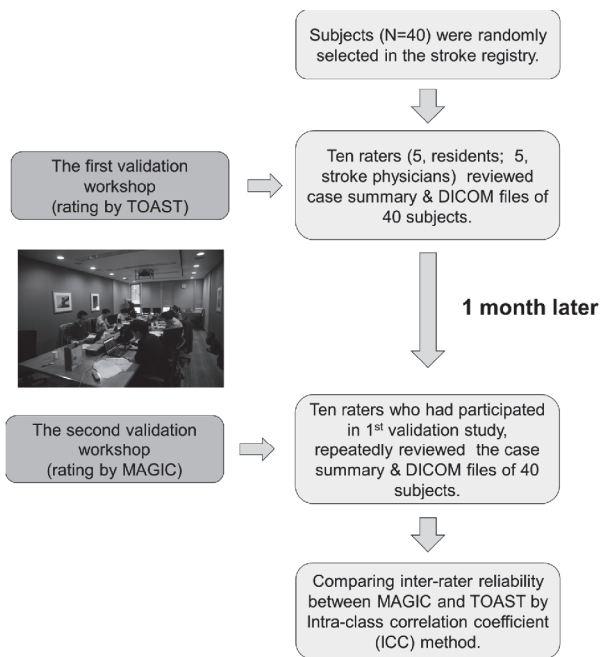 Subjects (N=40) were randomly
selected in the stroke registry.
The first validation
workshop
(rating by TOAST)
Ten raters (5, residents; 5,
stroke physicians) reviewed
case summary & DICOM files of
40 subjects.
1 month later
The second validation
workshop
(rating by MAGIC)
Ten raters who had participated
in 1st validation study,
repeatedly reviewed the case
summary & DICOM files of 40
subjects.
Comparing inter-rater reliability
between MAGIC and TOAST by
Intra-class correlation coefficient
(ICC) method.